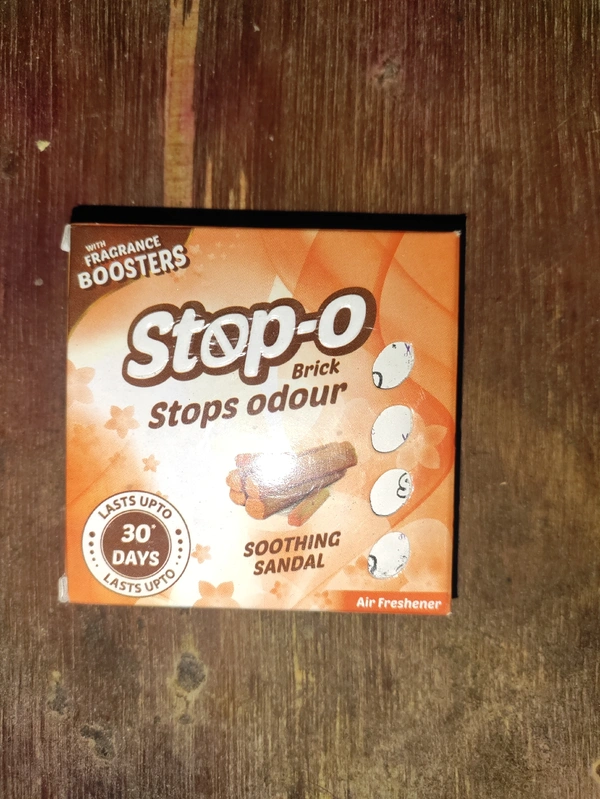 WITH
FRAGRANCE
BOOSTERS
Stop-o
Brick
Stops odour
LASTS UPTO
30*
DAYS
LASTS UPTO
SOOTHING
SANDAL
Air Freshener